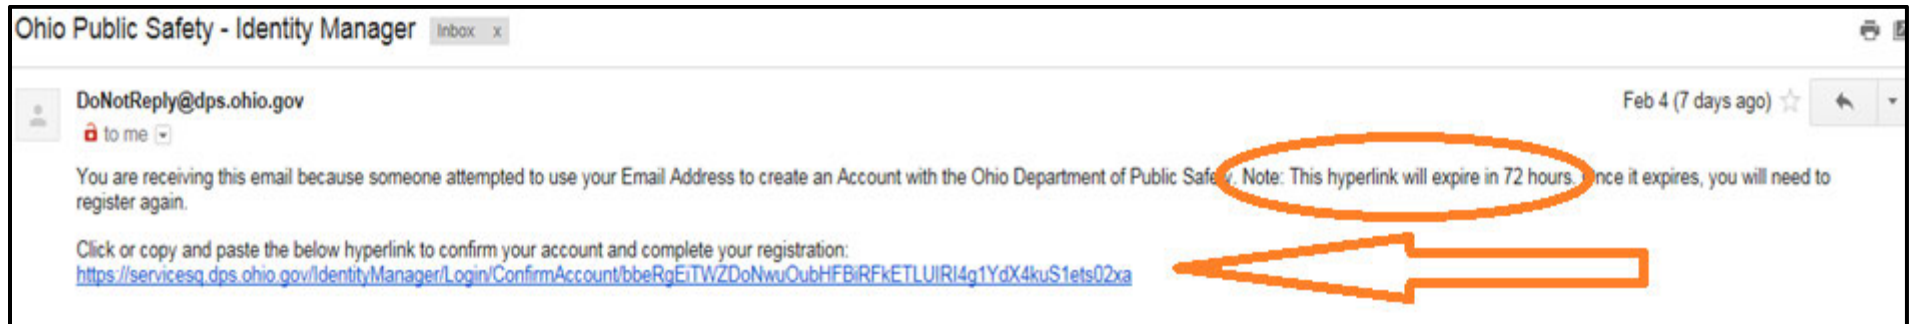 Ohio Public Safety - Identity Manager Inbox x
DoNotReply@dps.ohio.gov Feb 4 (7 days ago)
to me
You are receiving this email because someone attempted to use your Email Address to create an Account with the Ohio Department of Public Safety. Note: This hyperlink will expire in 72 hours. Once it expires, you will need to
register again.
Click or copy and paste the below hyperlink to confirm your account and complete your registration:
https://servicesq.dps.ohio.gov/IdentityManager/Login/ConfirmAccount/bbeRgEiTWZDoNwuOubHFBiRFkETLUIRI4g1YdX4kuS1ets02xa